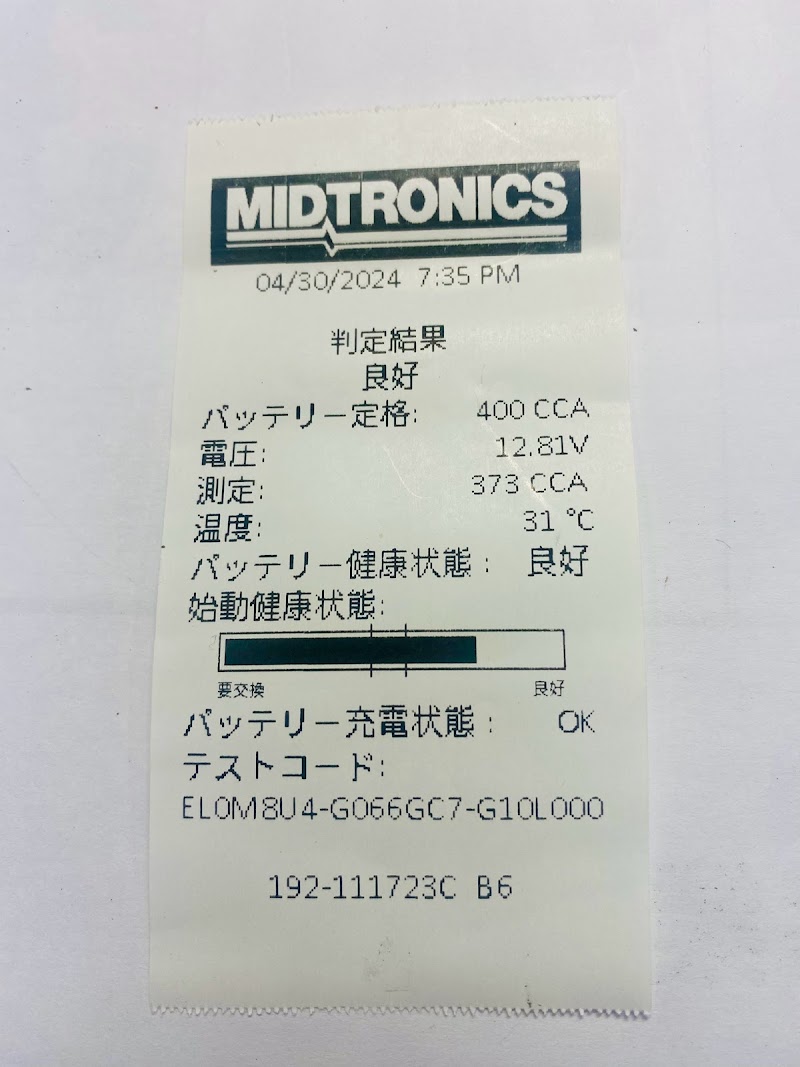 MIDTRONICS
04/30/2024 7:35 PM
判定結果
良好
バッテリー定格: 400 CCA
電圧: 12.81V
測定: 373 CCA
温度: 31 °C
バッテリー健康状態: 良好
始動健康状態:
要交換 良好
バッテリー充電状態: OK
テストコード:
EL0M8U4-G066GC7-G10L000
192-111723C B6